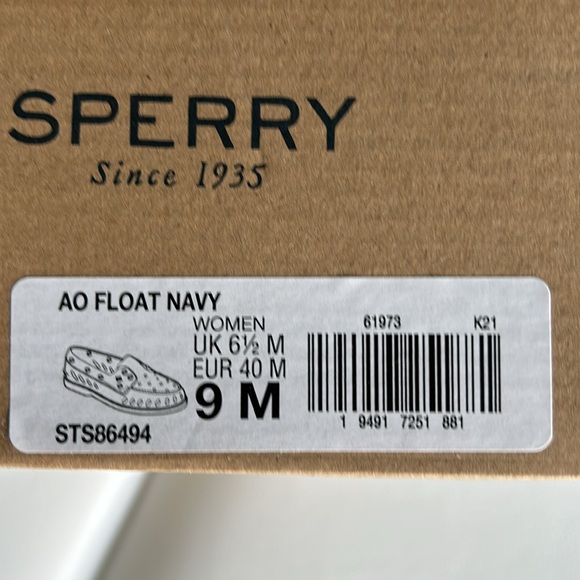 SPERRY
Since 1935
AO FLOAT NAVY
WOMEN
UK 6½ M
EUR 40 M
9 M
STS86494
61973 K21
1 9491 7251 881